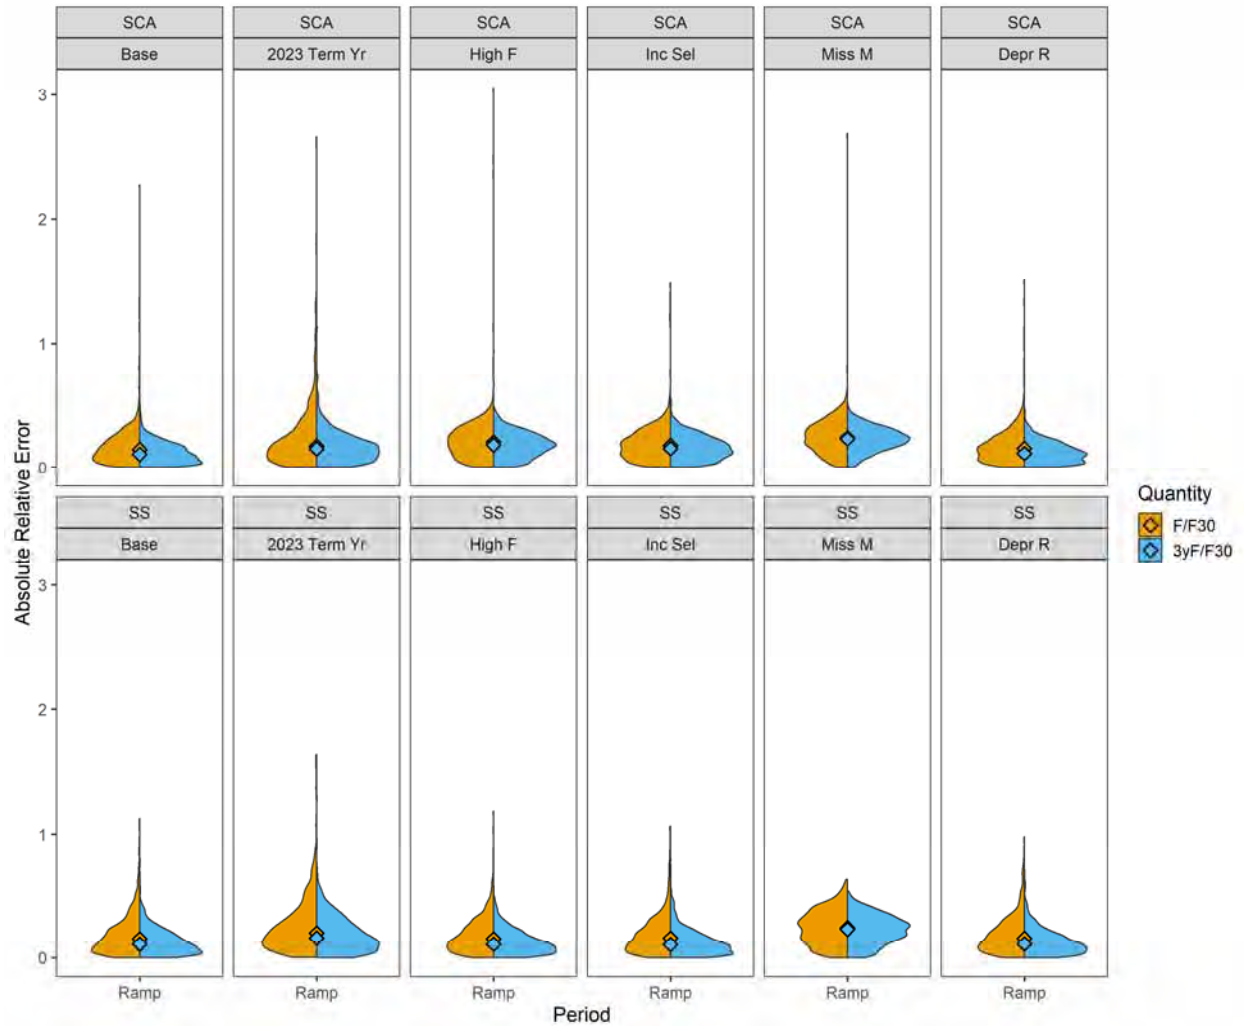 SCA SCA SCA SCA SCA SCA
Base 2023 Term Yr High F Inc Sel Miss M Depr R
3
2
1
0
Absolute Relative Error
SS SS SS SS SS SS
Base 2023 Term Yr High F Inc Sel Miss M Depr R
3
2
1
0
Ramp Ramp Ramp Ramp Ramp Ramp
Period
Quantity
F/F30
3yF/F30